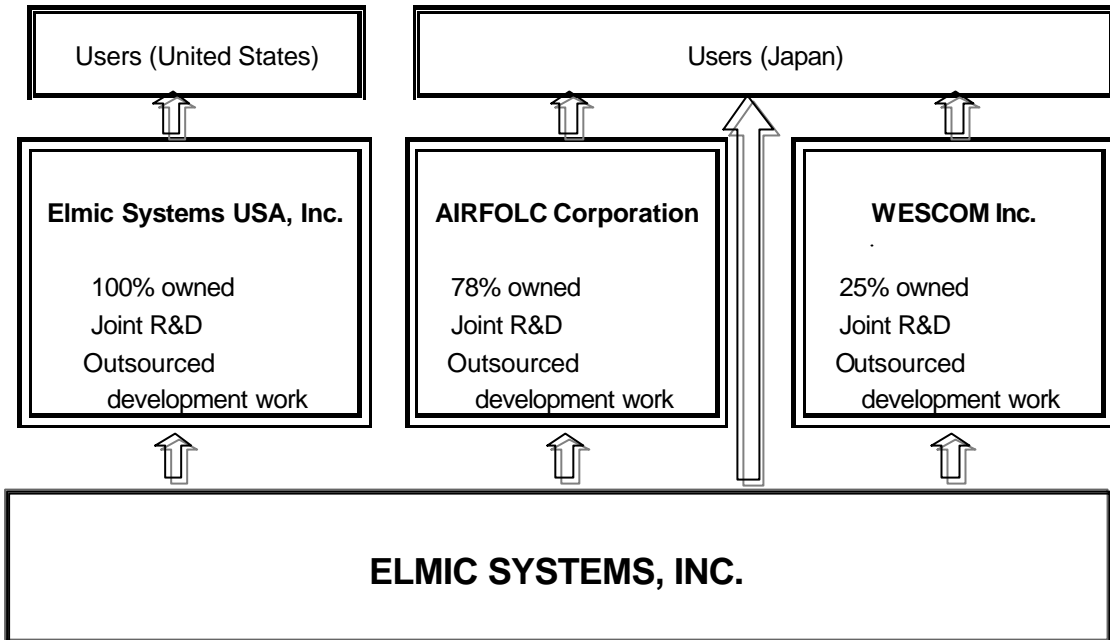 Users (United States)
Users (Japan)
Elmic Systems USA, Inc.
100% owned
Joint R&D
Outsourced
development work
AIRFOLC Corporation
78% owned
Joint R&D
Outsourced
development work
WESCOM Inc.
.
25% owned
Joint R&D
Outsourced
development work
ELMIC SYSTEMS, INC.